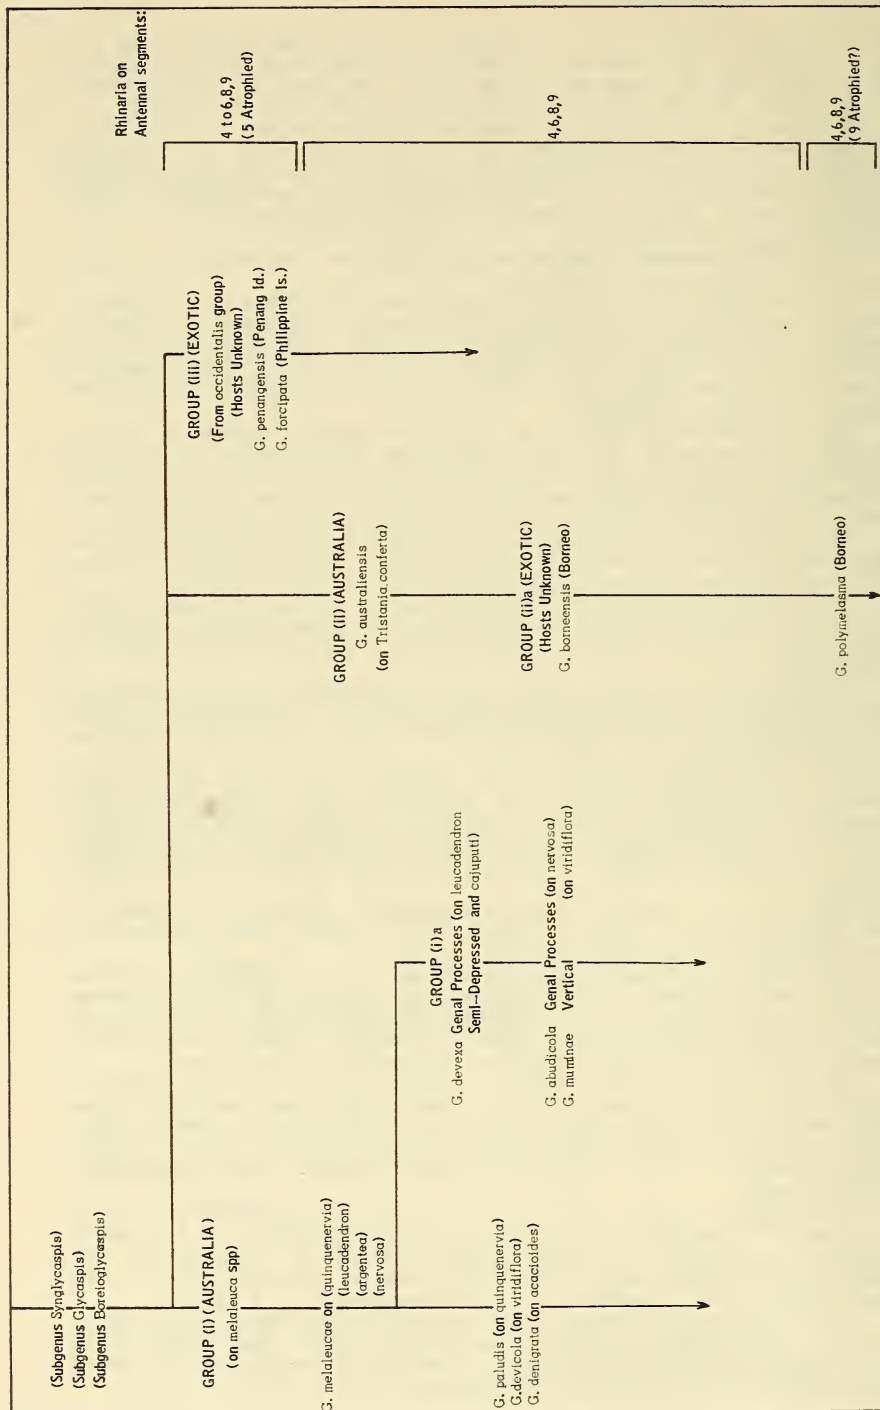 (Subgenus Synglycaspis)
(Subgenus Glycaspis)
(Subgenus Boreioglycaspis)
Rhinaria on
Antennal segments:
GROUP (i) (AUSTRALIA)
(on melaleuca spp)
GROUP (iii) (EXOTIC)
(From occidentalis group)
(Hosts Unknown)
G. penangensis (Penang Id.)
G. forcipata (Philippine Is.)
4 to 6,8,9
(5 Atrophied)
G. melaleucae on (quinquenervia)
(leucadendron)
(argentea)
(nervosa)
GROUP (ii) (AUSTRALIA)
G. australiensis
(on Tristania conferta)
GROUP (i)a
G. devexa Genal Processes (on leucadendron
Semi-Depressed and cajuputi)
4,6,8,9
G. paludis (on quinquenervia)
G. devicola (on viridiflora)
G. denigrata (on acacioides)
G. abudicola Genal Processes (on nervosa)
G. mumdnae Vertical (on viridiflora)
GROUP (ii)a (EXOTIC)
(Hosts Unknown)
G. borneensis (Borneo)
G. polymelasma (Borneo)
4,6,8,9
(9 Atrophied?)